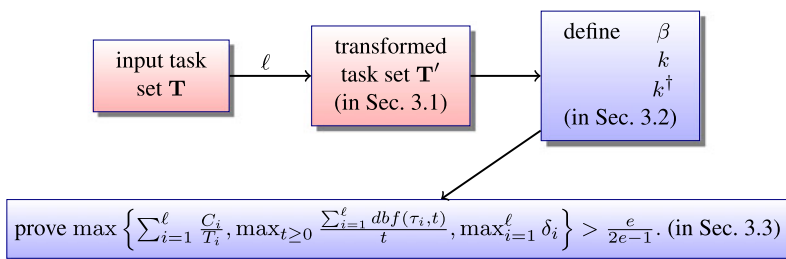 input task
set T
ℓ
transformed
task set T′
(in Sec. 3.1)
define β
k
k†
(in Sec. 3.2)
prove max { ∑_{i=1}^{ℓ} C_i/T_i, max_{t≥0} ∑_{i=1}^{ℓ} dbf(τ_i,t)/t, max_{i=1}^{ℓ} δ_i } > e/(2e−1). (in Sec. 3.3)